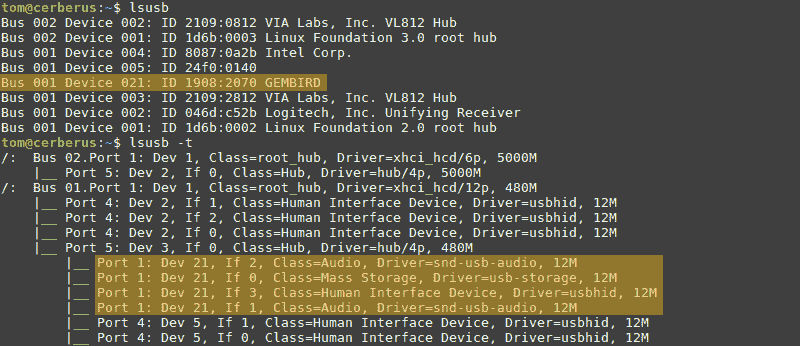 tom@cerberus:~$ lsusb
Bus 002 Device 002: ID 2109:0812 VIA Labs, Inc. VL812 Hub
Bus 002 Device 001: ID 1d6b:0003 Linux Foundation 3.0 root hub
Bus 001 Device 004: ID 8087:0a2b Intel Corp.
Bus 001 Device 005: ID 24f0:0140
Bus 001 Device 021: ID 1908:2070 GEMBIRD
Bus 001 Device 003: ID 2109:2812 VIA Labs, Inc. VL812 Hub
Bus 001 Device 002: ID 046d:c52b Logitech, Inc. Unifying Receiver
Bus 001 Device 001: ID 1d6b:0002 Linux Foundation 2.0 root hub
tom@cerberus:~$ lsusb -t
/:  Bus 02.Port 1: Dev 1, Class=root_hub, Driver=xhci_hcd/6p, 5000M
    |__ Port 5: Dev 2, If 0, Class=Hub, Driver=hub/4p, 5000M
/:  Bus 01.Port 1: Dev 1, Class=root_hub, Driver=xhci_hcd/12p, 480M
    |__ Port 4: Dev 2, If 1, Class=Human Interface Device, Driver=usbhid, 12M
    |__ Port 4: Dev 2, If 2, Class=Human Interface Device, Driver=usbhid, 12M
    |__ Port 4: Dev 2, If 0, Class=Human Interface Device, Driver=usbhid, 12M
    |__ Port 5: Dev 3, If 0, Class=Hub, Driver=hub/4p, 480M
        |__ Port 1: Dev 21, If 2, Class=Audio, Driver=snd-usb-audio, 12M
        |__ Port 1: Dev 21, If 0, Class=Mass Storage, Driver=usb-storage, 12M
        |__ Port 1: Dev 21, If 3, Class=Human Interface Device, Driver=usbhid, 12M
        |__ Port 1: Dev 21, If 1, Class=Audio, Driver=snd-usb-audio, 12M
        |__ Port 4: Dev 5, If 1, Class=Human Interface Device, Driver=usbhid, 12M
        |__ Port 4: Dev 5, If 0, Class=Human Interface Device, Driver=usbhid, 12M